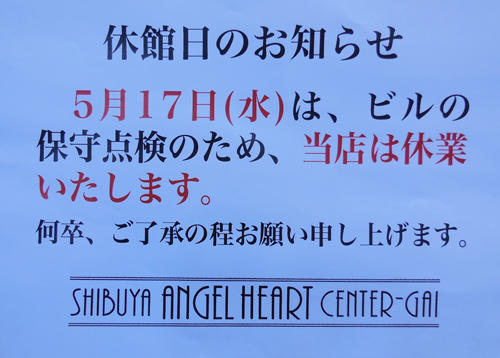 休館日のお知らせ
５月１７日(水)は、ビルの
保守点検のため、当店は休業
いたします。
何卒、ご了承の程お願い申し上げます。
SHIBUYA ANGEL HEART CENTER-GAI